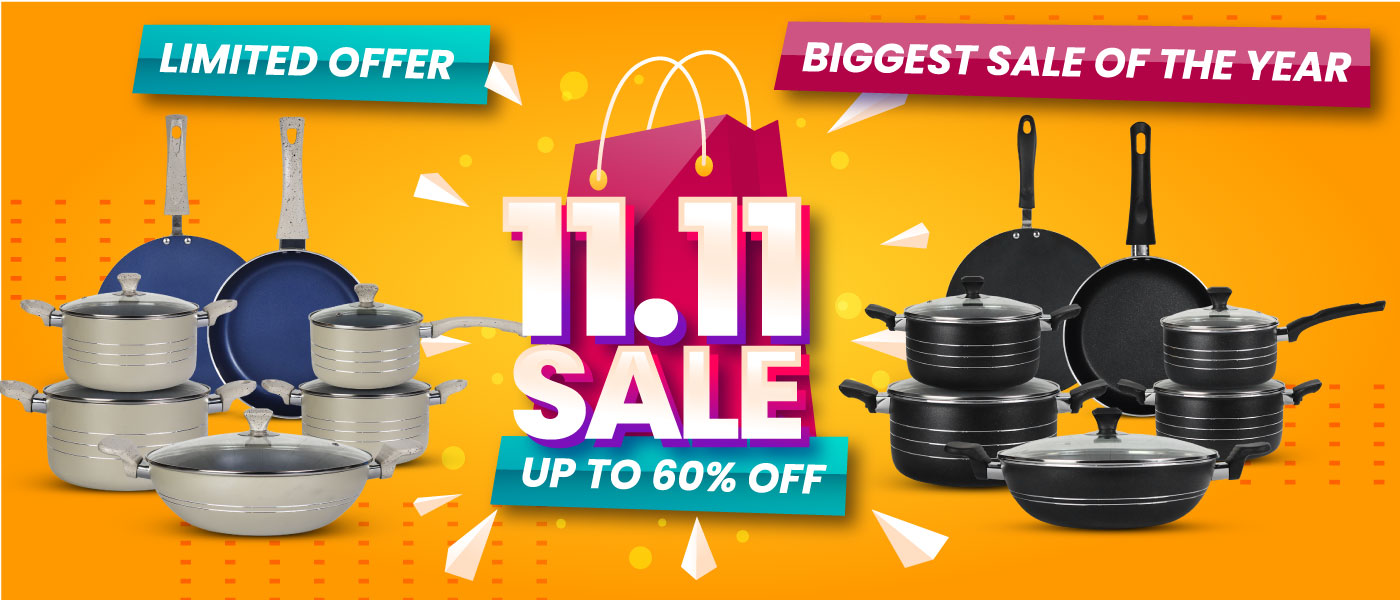 LIMITED OFFER
BIGGEST SALE OF THE YEAR
11.11
SALE
UP TO 60% OFF